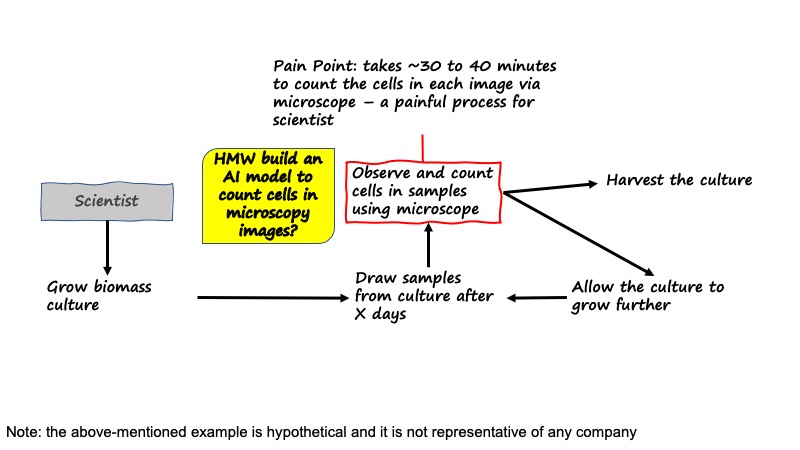 Pain Point: takes ~30 to 40 minutes
to count the cells in each image via
microscope – a painful process for
scientist
HMW build an
AI model to
count cells in
microscopy
images?
Observe and count
cells in samples
using microscope
Harvest the culture
Scientist
Grow biomass
culture
Draw samples
from culture after
X days
Allow the culture to
grow further
Note: the above-mentioned example is hypothetical and it is not representative of any company